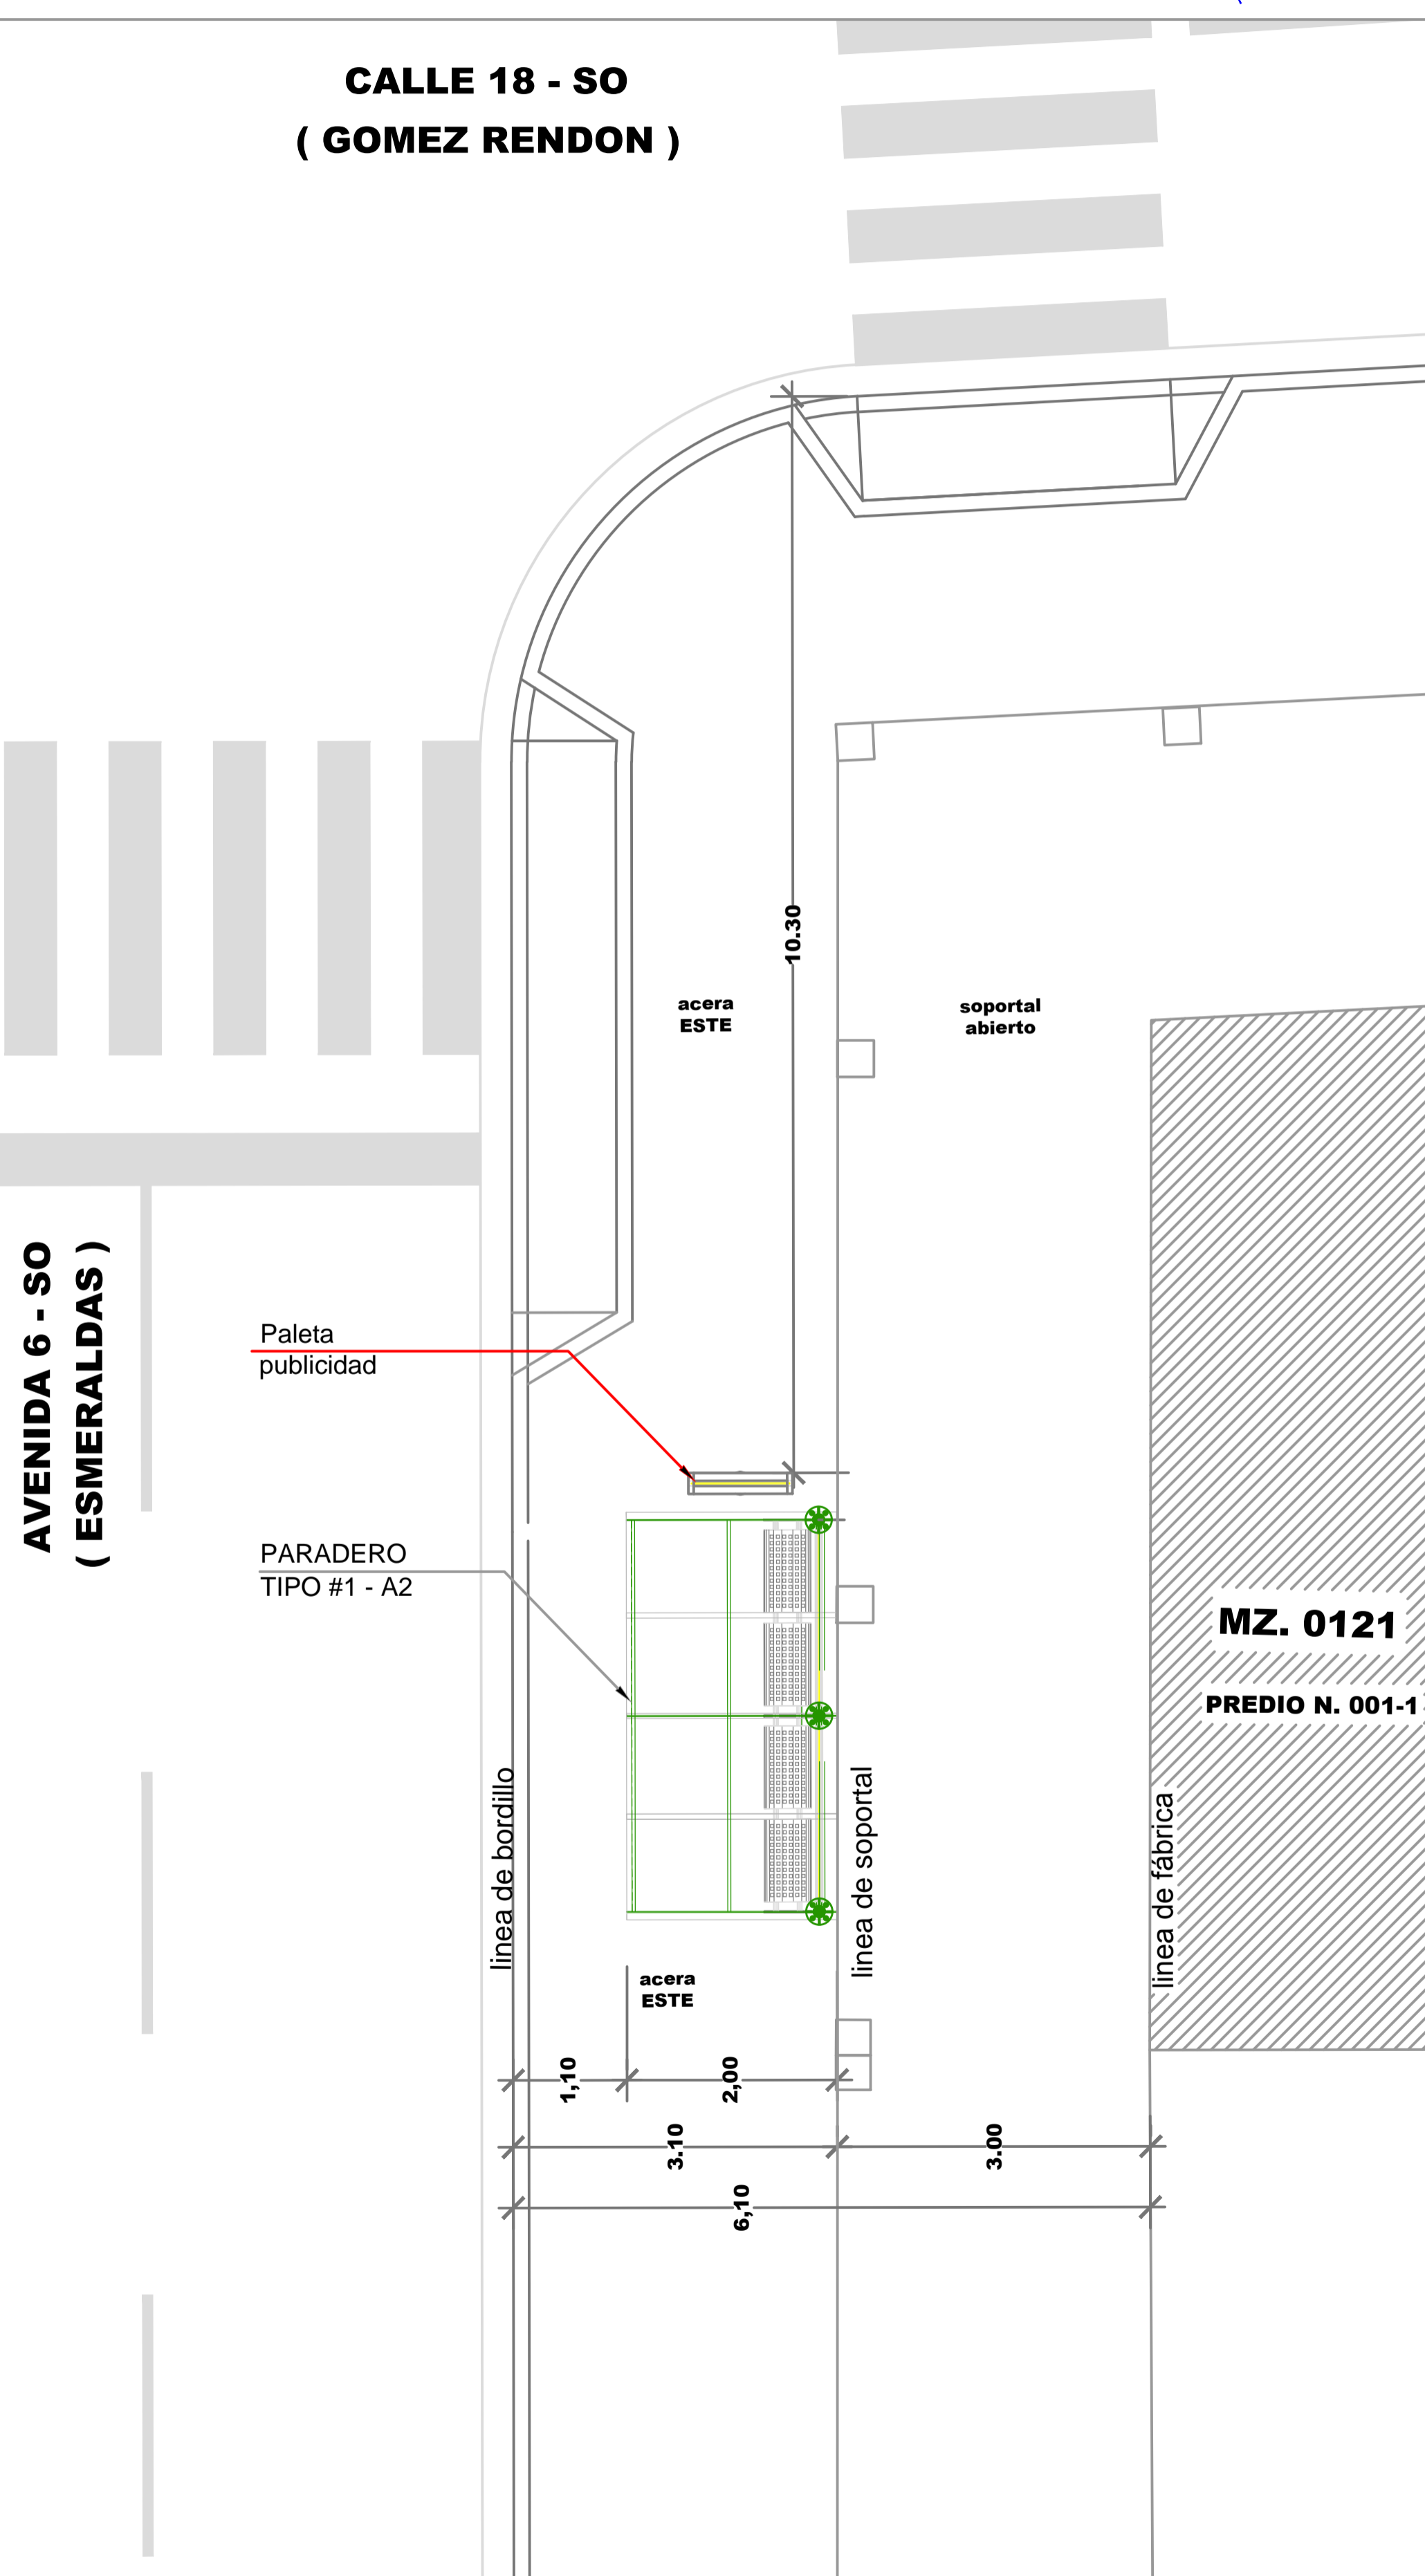 CALLE 18 - SO
( GOMEZ RENDON )
10.30
acera
ESTE
soportal
abierto
AVENIDA 6 - SO
( ESMERALDAS )
Paleta
publicidad
PARADERO
TIPO #1 - A2
MZ. 0121
PREDIO N. 001-1
linea de bordillo
linea de soportal
linea de fábrica
acera
ESTE
1,10
2,00
3.10
3.00
6,10